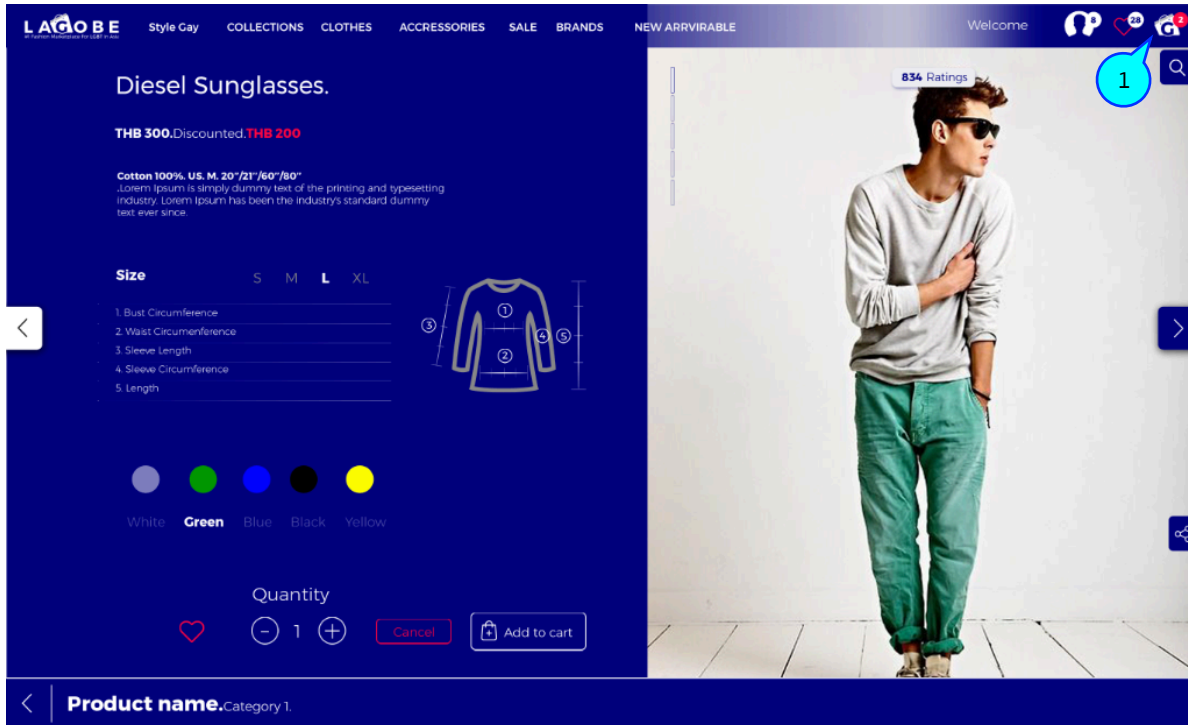 LAGOBE Style Gay COLLECTIONS CLOTHES ACCESSORIES SALE BRANDS NEW ARRVIRABLE Welcome 8 28 G 2
1
834 Ratings
Diesel Sunglasses.
THB 300.Discounted.THB 200
Cotton 100%. US. M. 20"/21"/60"/80"
.Lorem Ipsum is simply dummy text of the printing and typesetting
industry. Lorem Ipsum has been the industry's standard dummy
text ever since.
Size S M L XL
1. Bust Circumference
2. Waist Circumenference
3. Sleeve Length
4. Sleeve Circumference
5. Length
1
3 4 5
2
White Green Blue Black Yellow
Quantity
- 1 + Cancel Add to cart
Product name.Category 1.